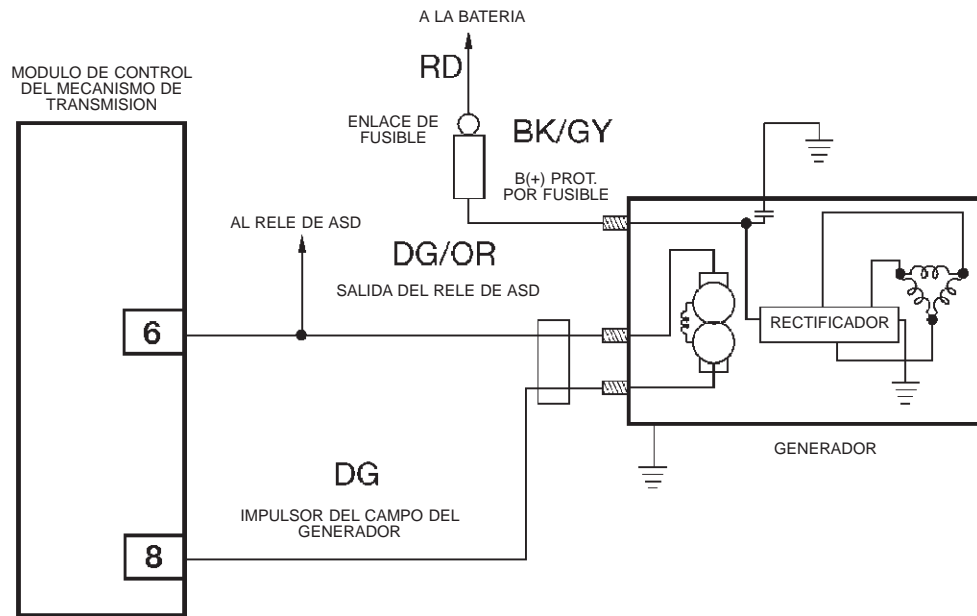 A LA BATERIA
RD
MODULO DE CONTROL
DEL MECANISMO DE
TRANSMISION
ENLACE DE
FUSIBLE
BK/GY
B(+) PROT.
POR FUSIBLE
AL RELE DE ASD
DG/OR
SALIDA DEL RELE DE ASD
6
RECTIFICADOR
GENERADOR
DG
IMPULSOR DEL CAMPO DEL
GENERADOR
8